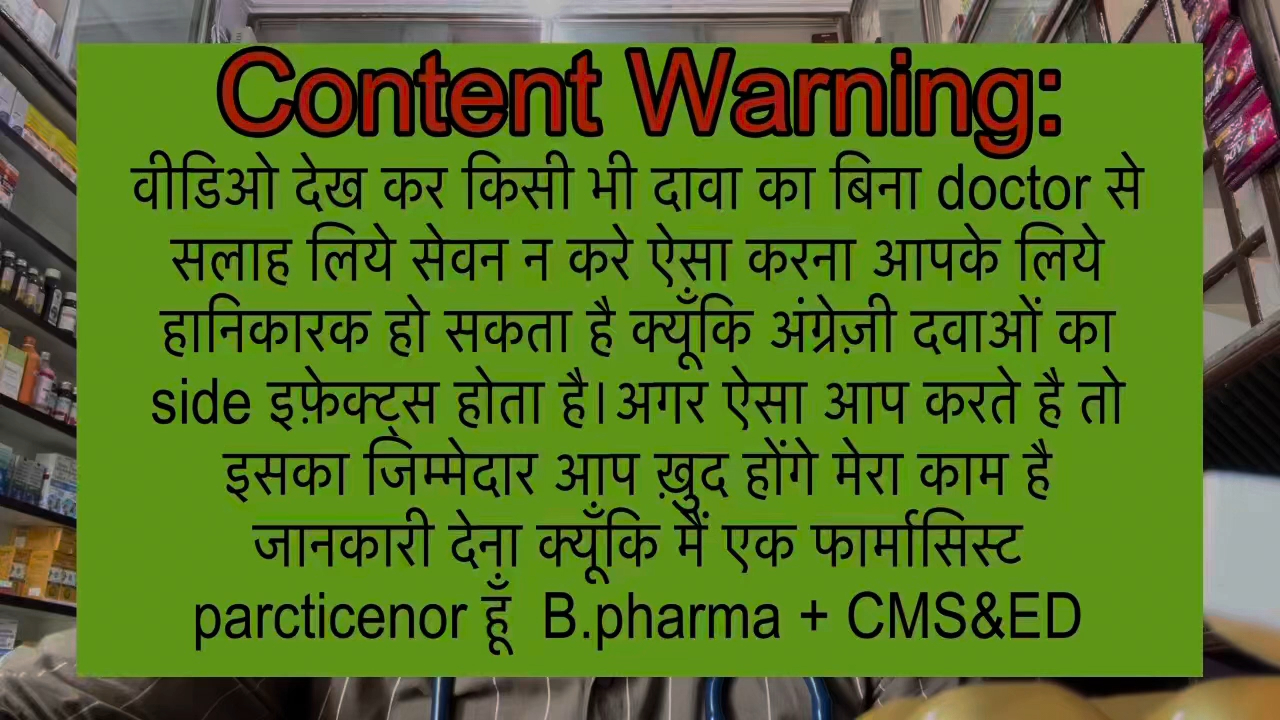 Content Warning:
वीडिओ देख कर किसी भी दावा का बिना doctor से
सलाह लिये सेवन न करे ऐसा करना आपके लिये
हानिकारक हो सकता है क्यूँकि अंग्रेज़ी दवाओं का
side इफ़ेक्ट्स होता है।अगर ऐसा आप करते है तो
इसका जिम्मेदार आप ख़ुद होंगे मेरा काम है
जानकारी देना क्यूँकि में एक फार्मासिस्ट
parcticenor हूँ B.pharma + CMS&ED